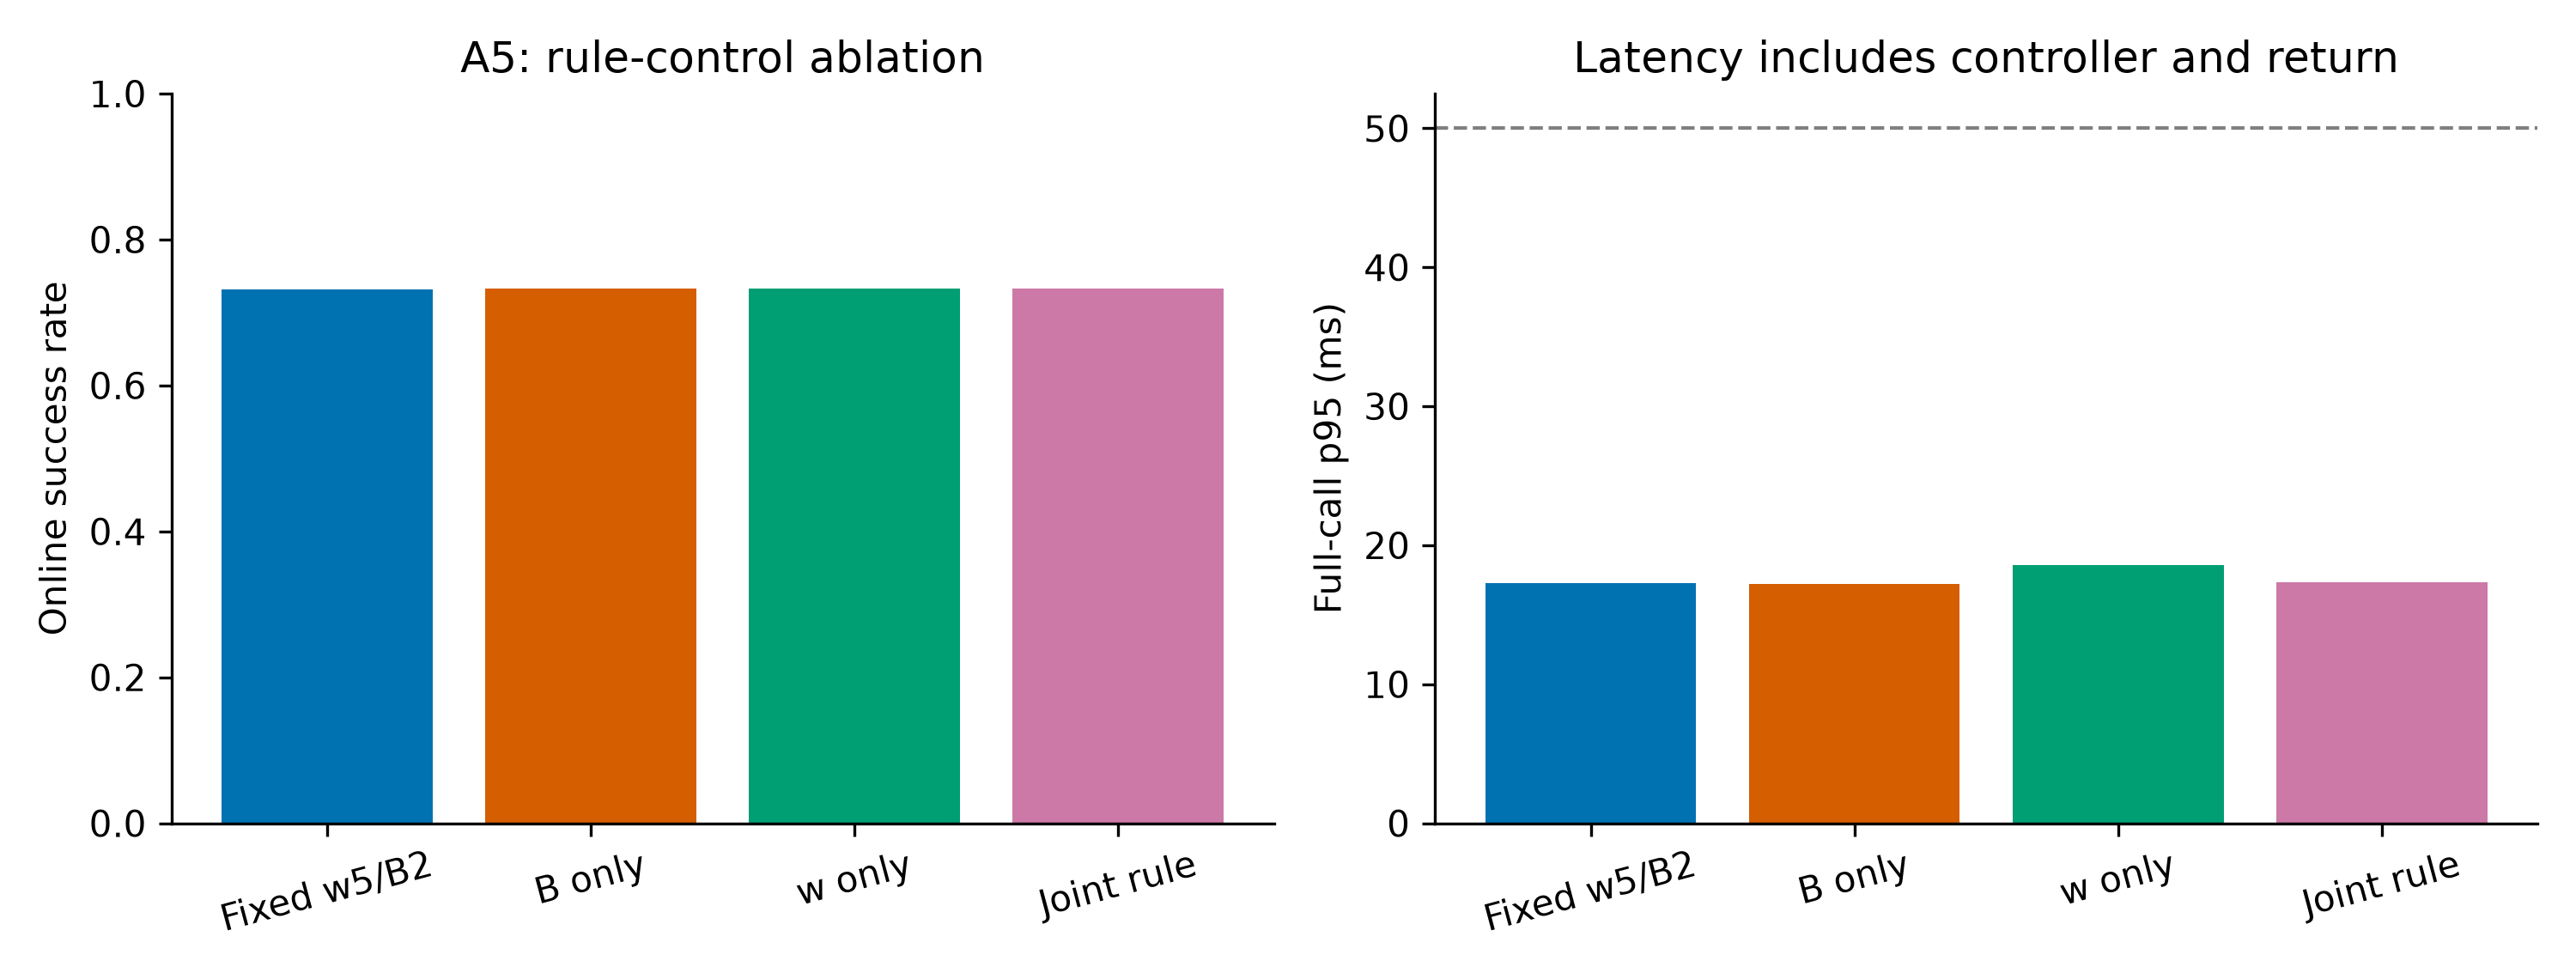 A5: rule-control ablation
Online success rate
1.0
0.8
0.6
0.4
0.2
0.0
Fixed w5/B2
B only
w only
Joint rule
Latency includes controller and return
Full-call p95 (ms)
50
40
30
20
10
0
Fixed w5/B2
B only
w only
Joint rule